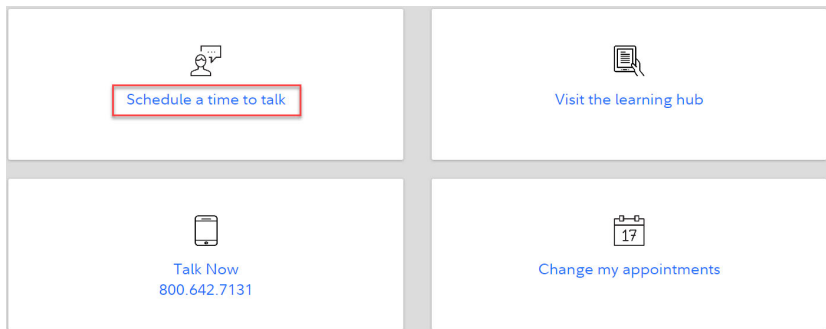 Schedule a time to talk
Visit the learning hub
Talk Now
800.642.7131
17
Change my appointments